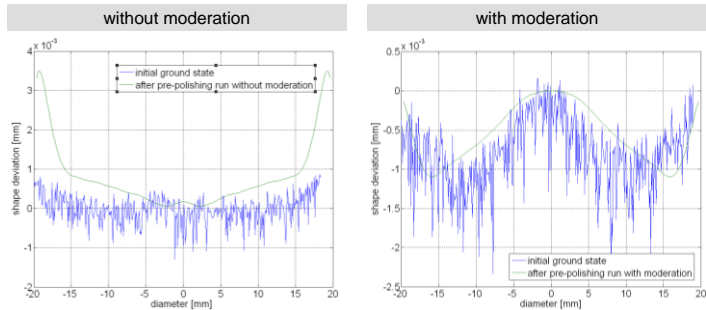 without moderation
x 10⁻³
4
3
2
1
0
-1
-2
-20 -15 -10 -5 0 5 10 15 20
diameter [mm]
shape deviation [mm]
initial ground state
after pre-polishing run without moderation
with moderation
x 10⁻³
0.5
0
-0.5
-1
-1.5
-2
-2.5
-20 -15 -10 -5 0 5 10 15 20
diameter [mm]
shape deviation [mm]
initial ground state
after pre-polishing run with moderation